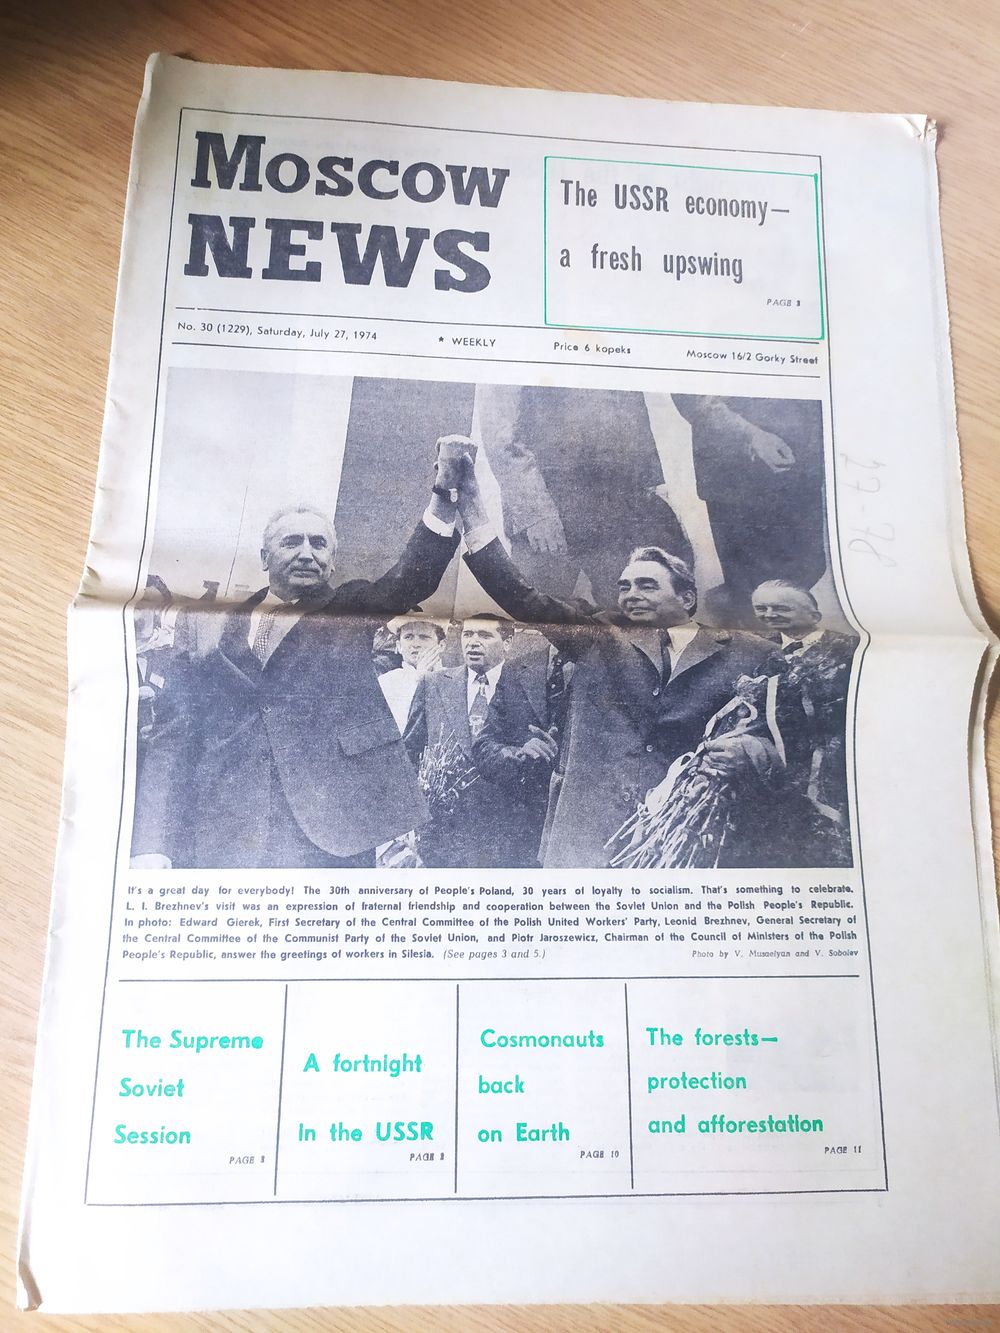 Moscow
NEWS
The USSR economy—
a fresh upswing
PAGE 3
No. 30 (1229), Saturday, July 27, 1974
* WEEKLY
Price 6 kopeks
Moscow 16/2 Gorky Street
It's a great day for everybody! The 30th anniversary of People's Poland, 30 years of loyalty to socialism. That's something to celebrate.
L. I. Brezhnev's visit was an expression of fraternal friendship and cooperation between the Soviet Union and the Polish People's Republic.
In photo: Edward Gierek, First Secretary of the Central Committee of the Polish United Workers' Party, Leonid Brezhnev, General Secretary of
the Central Committee of the Communist Party of the Soviet Union, and Piotr Jaroszewicz, Chairman of the Council of Ministers of the Polish
People's Republic, answer the greetings of workers in Silesia. (See pages 3 and 5.)
Photo by V. Musaelyan and V. Sobolev
The Supreme
Soviet
Session
PAGE
A fortnight
in the USSR
PAGE
Cosmonauts
back
on Earth
PAGE 10
The forests—
protection
and afforestation
PAGE 11